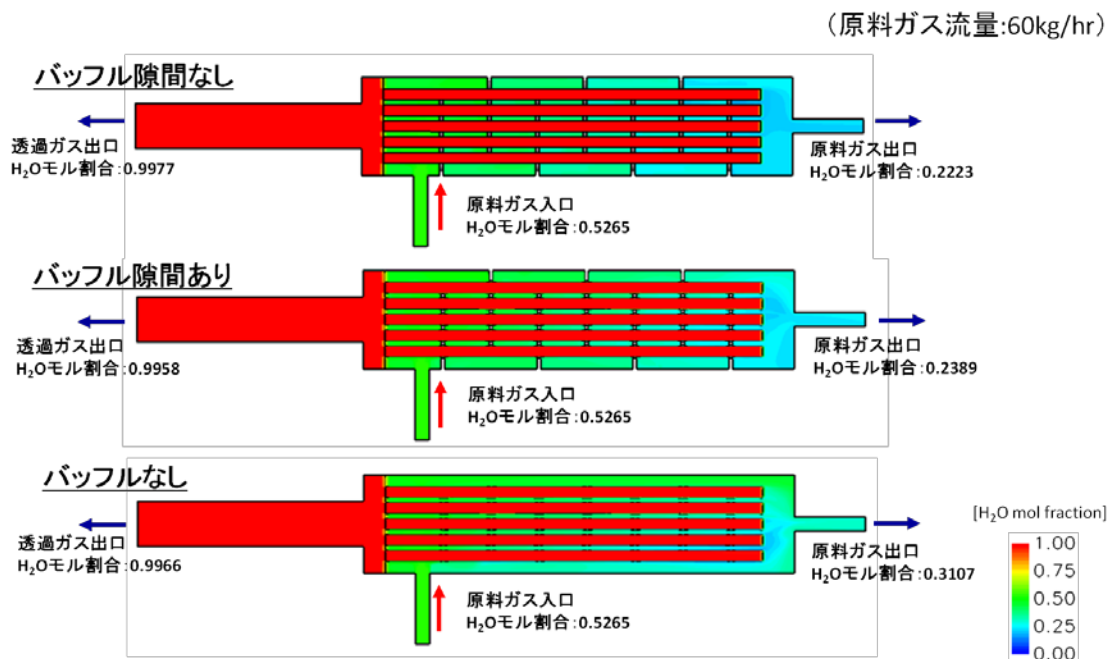 （原料ガス流量:60kg/hr）
バッフル隙間なし
透過ガス出口
H₂Oモル割合:0.9977
原料ガス出口
H₂Oモル割合:0.2223
原料ガス入口
H₂Oモル割合:0.5265
バッフル隙間あり
透過ガス出口
H₂Oモル割合:0.9958
原料ガス出口
H₂Oモル割合:0.2389
原料ガス入口
H₂Oモル割合:0.5265
バッフルなし
透過ガス出口
H₂Oモル割合:0.9966
原料ガス出口
H₂Oモル割合:0.3107
原料ガス入口
H₂Oモル割合:0.5265
[H₂O mol fraction]
1.00
0.75
0.50
0.25
0.00